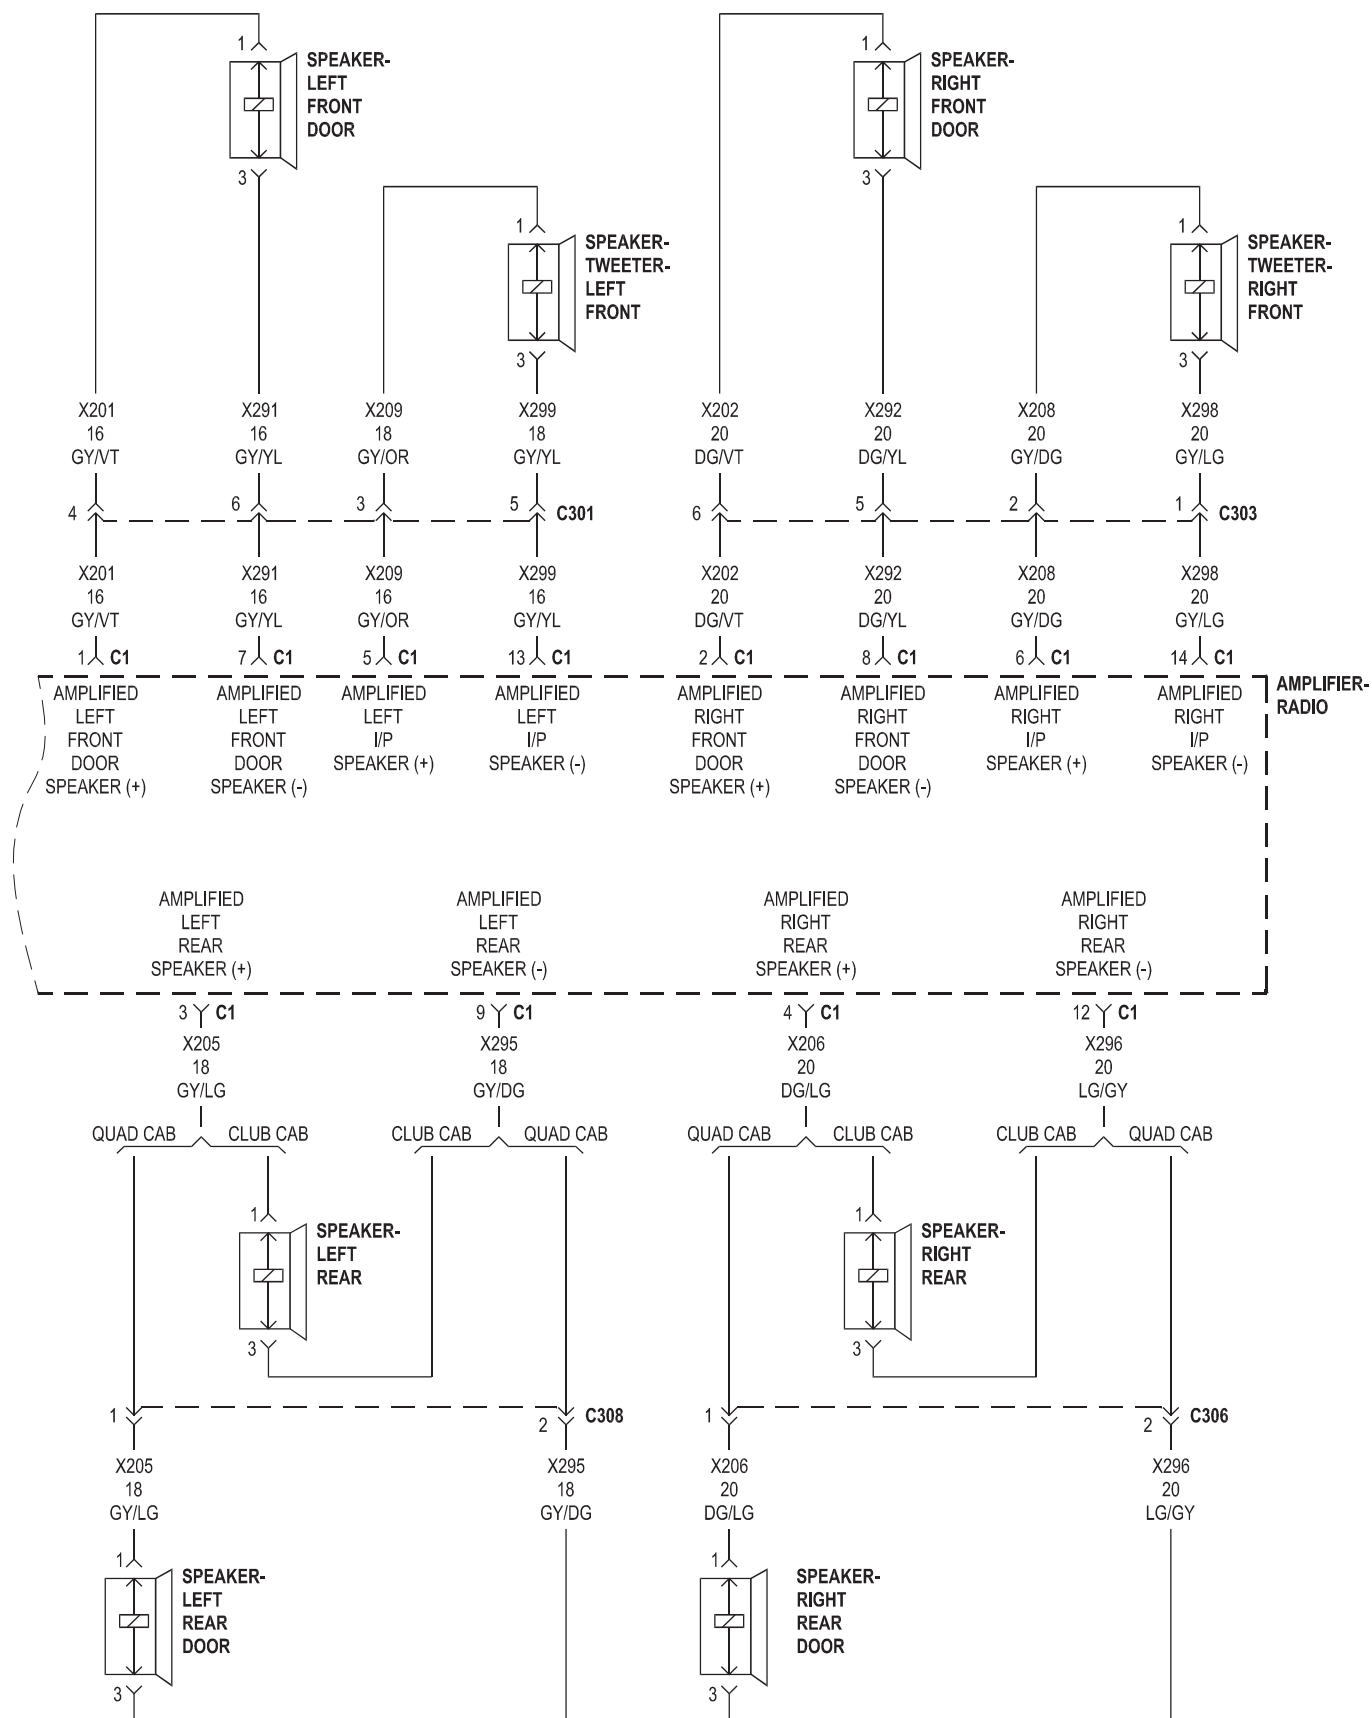 1
SPEAKER-
LEFT
FRONT
DOOR
3
1
SPEAKER-
RIGHT
FRONT
DOOR
3
1
SPEAKER-
TWEETER-
LEFT
FRONT
3
1
SPEAKER-
TWEETER-
RIGHT
FRONT
3
X201
16
GY/VT
X291
16
GY/YL
X209
18
GY/OR
X299
18
GY/YL
X202
20
DG/VT
X292
20
DG/YL
X208
20
GY/DG
X298
20
GY/LG
4
6
3
5
C301
6
5
2
1
C303
X201
16
GY/VT
X291
16
GY/YL
X209
16
GY/OR
X299
16
GY/YL
X202
20
DG/VT
X292
20
DG/YL
X208
20
GY/DG
X298
20
GY/LG
1 C1
7 C1
5 C1
13 C1
2 C1
8 C1
6 C1
14 C1
AMPLIFIED
LEFT
FRONT
DOOR
SPEAKER (+)
AMPLIFIED
LEFT
FRONT
DOOR
SPEAKER (-)
AMPLIFIED
LEFT
I/P
SPEAKER (+)
AMPLIFIED
LEFT
I/P
SPEAKER (-)
AMPLIFIED
RIGHT
FRONT
DOOR
SPEAKER (+)
AMPLIFIED
RIGHT
FRONT
DOOR
SPEAKER (-)
AMPLIFIED
RIGHT
I/P
SPEAKER (+)
AMPLIFIED
RIGHT
I/P
SPEAKER (-)
AMPLIFIER-
RADIO
AMPLIFIED
LEFT
REAR
SPEAKER (+)
AMPLIFIED
LEFT
REAR
SPEAKER (-)
AMPLIFIED
RIGHT
REAR
SPEAKER (+)
AMPLIFIED
RIGHT
REAR
SPEAKER (-)
3 C1
9 C1
4 C1
12 C1
X205
18
GY/LG
X295
18
GY/DG
X206
20
DG/LG
X296
20
LG/GY
QUAD CAB
CLUB CAB
CLUB CAB
QUAD CAB
QUAD CAB
CLUB CAB
CLUB CAB
QUAD CAB
1
SPEAKER-
LEFT
REAR
3
1
SPEAKER-
RIGHT
REAR
3
1
2
C308
1
2
C306
X205
18
GY/LG
X295
18
GY/DG
X206
20
DG/LG
X296
20
LG/GY
1
SPEAKER-
LEFT
REAR
DOOR
3
1
SPEAKER-
RIGHT
REAR
DOOR
3